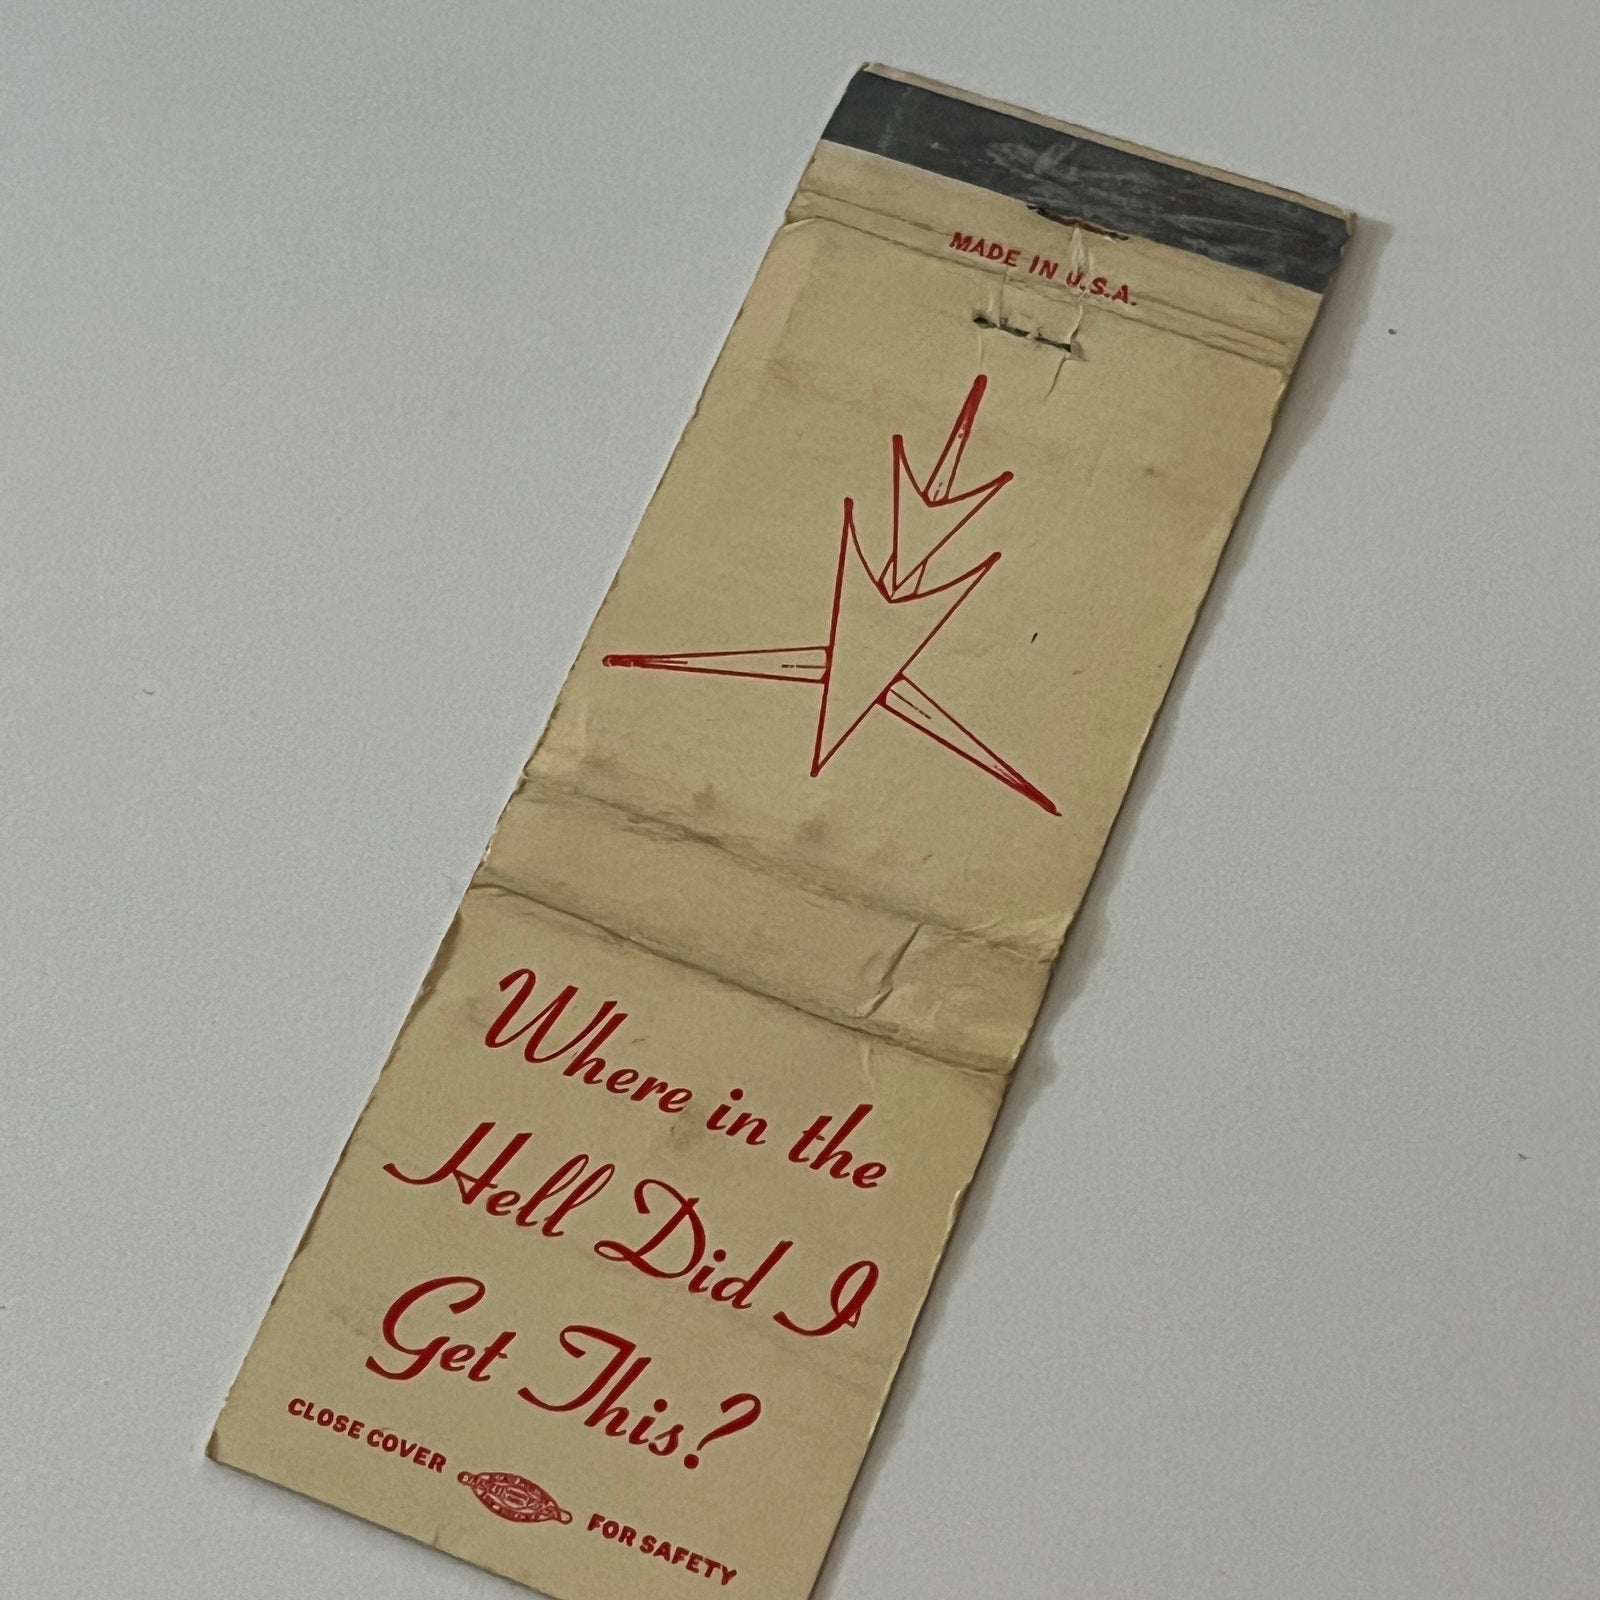 MADE IN U.S.A.
Where in the
Hell Did I
Get This?
CLOSE COVER FOR SAFETY